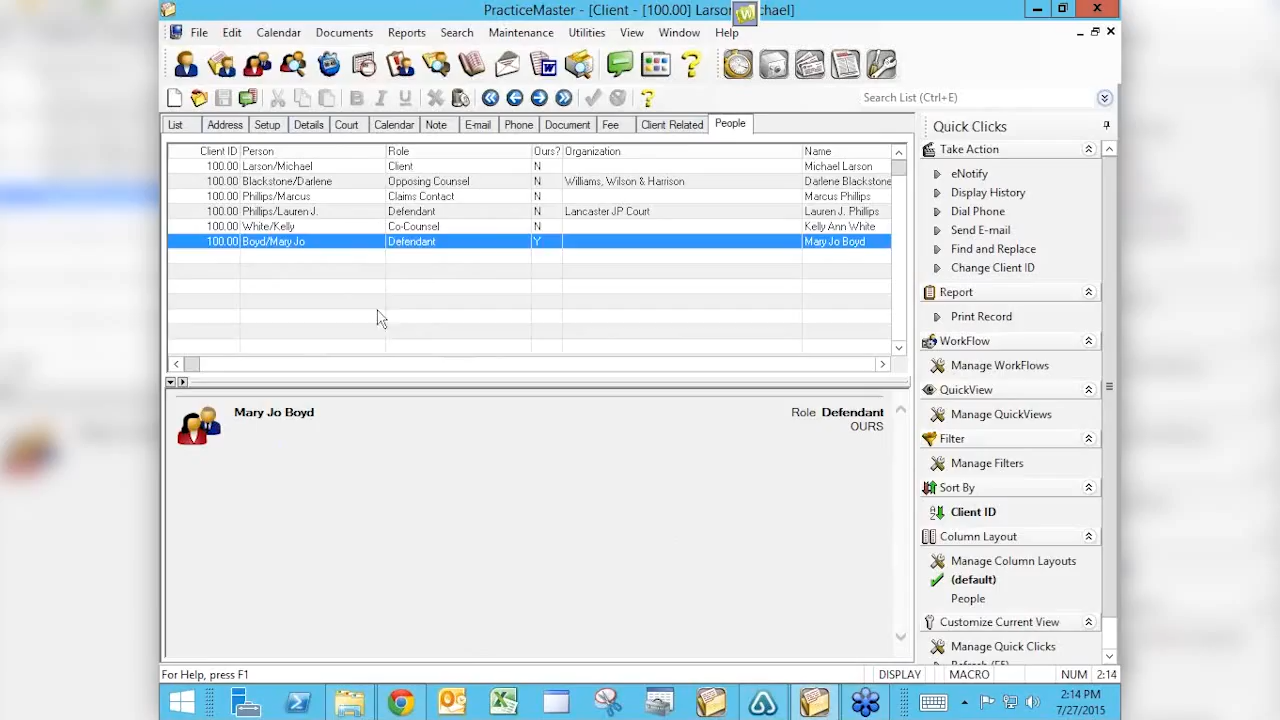 PracticeMaster - [Client - [100.00] Larson
ael]
File Edit Calendar Documents Reports Search Maintenance Utilities View Window Help
Search List (Ctrl+E)
List Address Setup Details Court Calendar Note E-mail Phone Document Fee Client Related People
Client ID Person Role Ours? Organization Name
100.00 Larson/Michael Client N Michael Larson
100.00 Blackstone/Darlene Opposing Counsel N Williams, Wilson & Harrison Darlene Blackstone
100.00 Phillips/Marcus Claims Contact N Marcus Phillips
100.00 Phillips/Lauren J. Defendant N Lancaster JP Court Lauren J. Phillips
100.00 White/Kelly Co-Counsel N Kelly Ann White
100.00 Boyd/Mary Jo Defendant Y Mary Jo Boyd
Mary Jo Boyd Role Defendant
OURS
Quick Clicks
Take Action
eNotify
Display History
Dial Phone
Send E-mail
Find and Replace
Change Client ID
Report
Print Record
WorkFlow
Manage WorkFlows
QuickView
Manage QuickViews
Filter
Manage Filters
Sort By
Client ID
Column Layout
Manage Column Layouts
(default)
People
Customize Current View
Manage Quick Clicks
Refresh (F5)
For Help, press F1 DISPLAY MACRO NUM 2:14
2:14 PM
7/27/2015